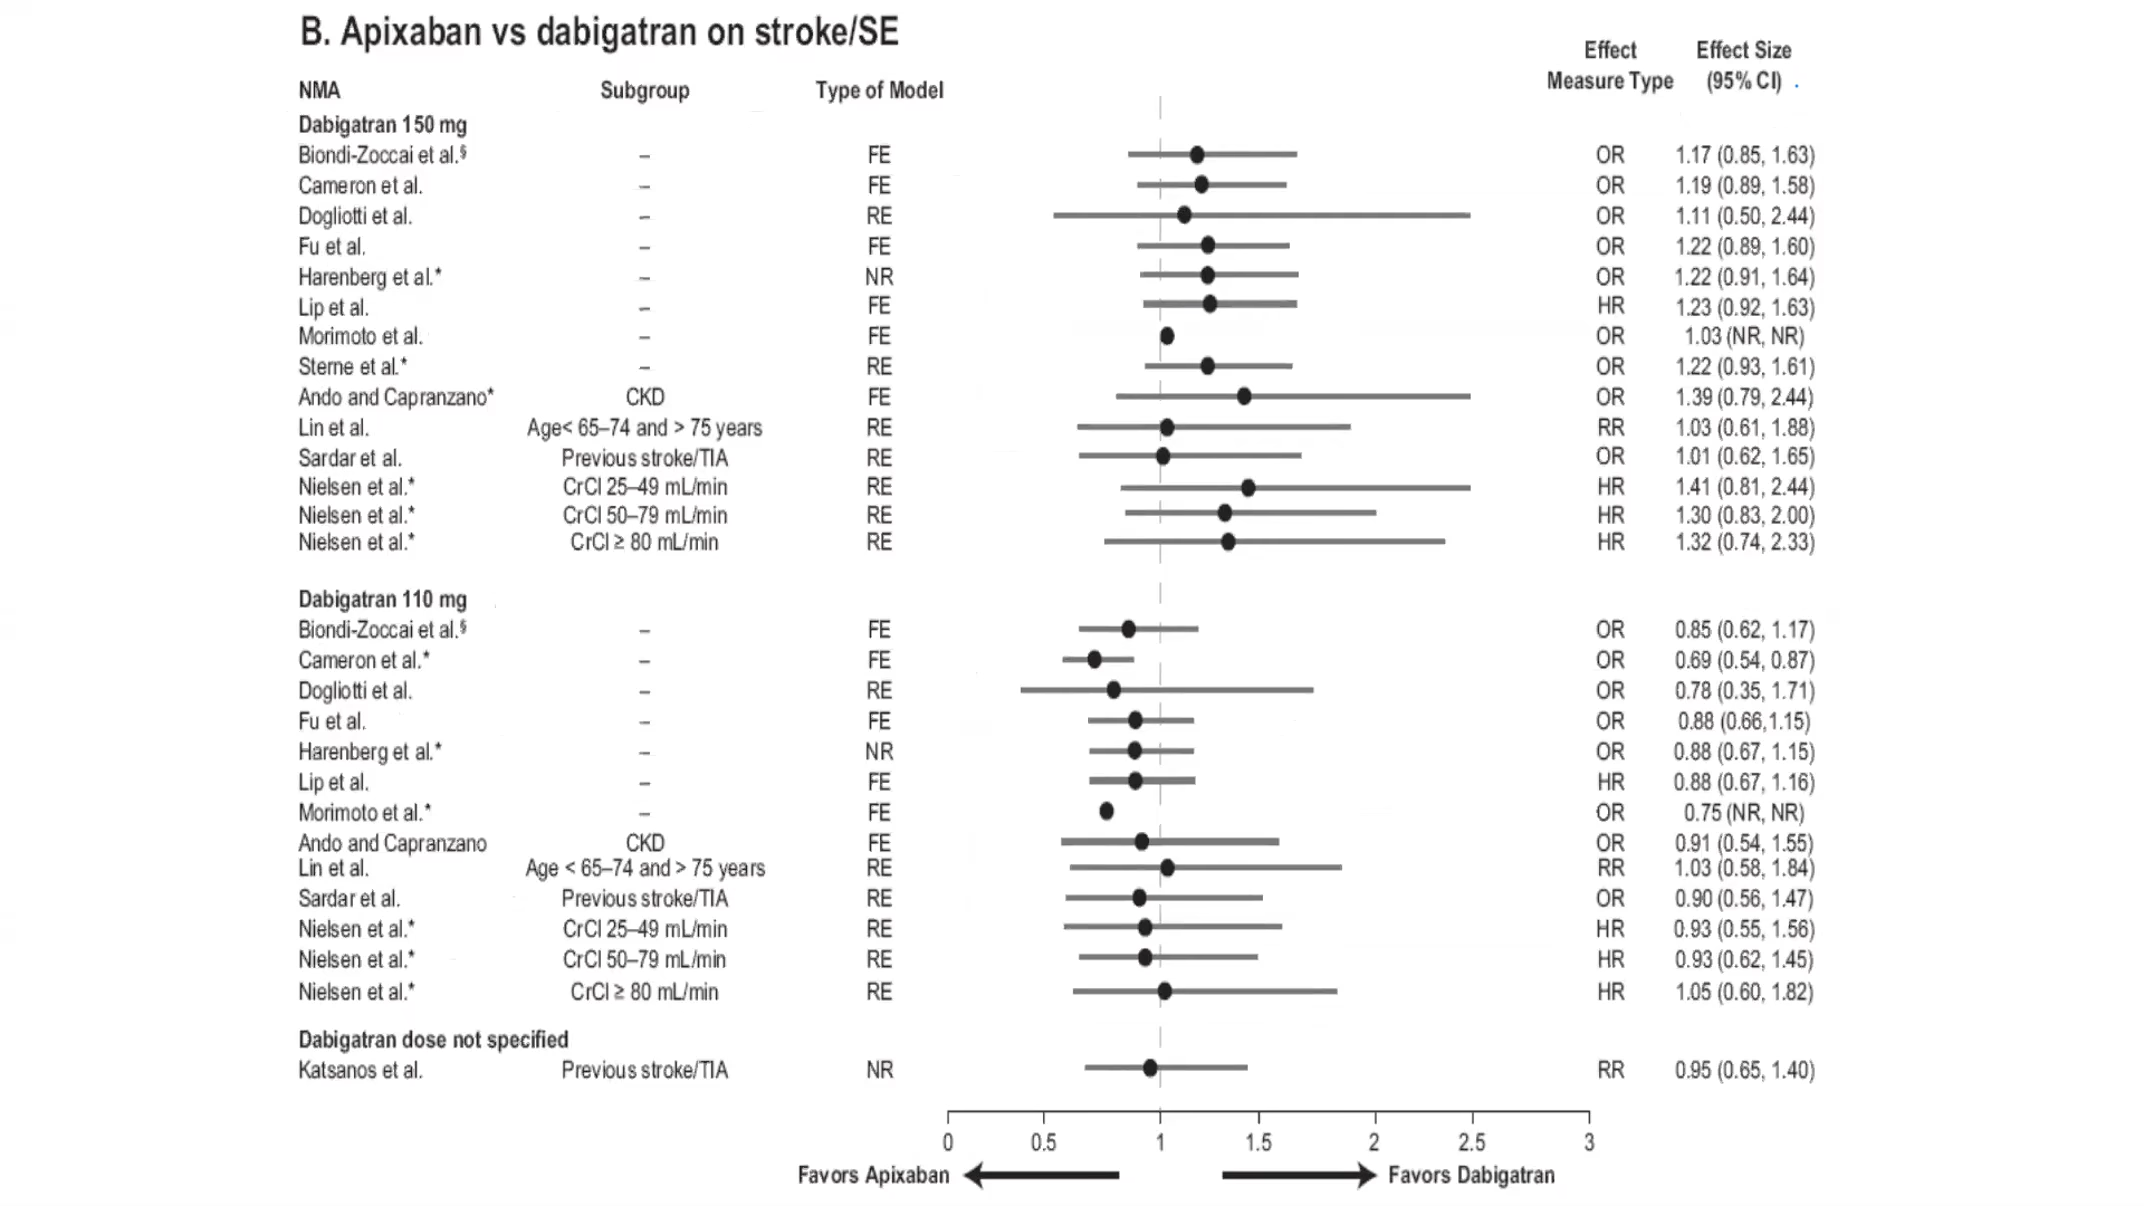 B. Apixaban vs dabigatran on stroke/SE
Effect Effect Size
NMA Subgroup Type of Model Measure Type (95% CI)
Dabigatran 150 mg
Biondi-Zoccai et al.§ – FE OR 1.17 (0.85, 1.63)
Cameron et al. – FE OR 1.19 (0.89, 1.58)
Dogliotti et al. – RE OR 1.11 (0.50, 2.44)
Fu et al. – FE OR 1.22 (0.89, 1.60)
Harenberg et al.* – NR OR 1.22 (0.91, 1.64)
Lip et al. – FE HR 1.23 (0.92, 1.63)
Morimoto et al. – FE OR 1.03 (NR, NR)
Sterne et al.* – RE OR 1.22 (0.93, 1.61)
Ando and Capranzano* CKD FE OR 1.39 (0.79, 2.44)
Lin et al. Age< 65–74 and > 75 years RE RR 1.03 (0.61, 1.88)
Sardar et al. Previous stroke/TIA RE OR 1.01 (0.62, 1.65)
Nielsen et al.* CrCl 25–49 mL/min RE HR 1.41 (0.81, 2.44)
Nielsen et al.* CrCl 50–79 mL/min RE HR 1.30 (0.83, 2.00)
Nielsen et al.* CrCl ≥ 80 mL/min RE HR 1.32 (0.74, 2.33)
Dabigatran 110 mg
Biondi-Zoccai et al.§ – FE OR 0.85 (0.62, 1.17)
Cameron et al.* – FE OR 0.69 (0.54, 0.87)
Dogliotti et al. – RE OR 0.78 (0.35, 1.71)
Fu et al. – FE OR 0.88 (0.66,1.15)
Harenberg et al.* – NR OR 0.88 (0.67, 1.15)
Lip et al. – FE HR 0.88 (0.67, 1.16)
Morimoto et al.* – FE OR 0.75 (NR, NR)
Ando and Capranzano CKD FE OR 0.91 (0.54, 1.55)
Lin et al. Age < 65–74 and > 75 years RE RR 1.03 (0.58, 1.84)
Sardar et al. Previous stroke/TIA RE OR 0.90 (0.56, 1.47)
Nielsen et al.* CrCl 25–49 mL/min RE HR 0.93 (0.55, 1.56)
Nielsen et al.* CrCl 50–79 mL/min RE HR 0.93 (0.62, 1.45)
Nielsen et al.* CrCl ≥ 80 mL/min RE HR 1.05 (0.60, 1.82)
Dabigatran dose not specified
Katsanos et al. Previous stroke/TIA NR RR 0.95 (0.65, 1.40)
0 0.5 1 1.5 2 2.5 3
Favors Apixaban Favors Dabigatran